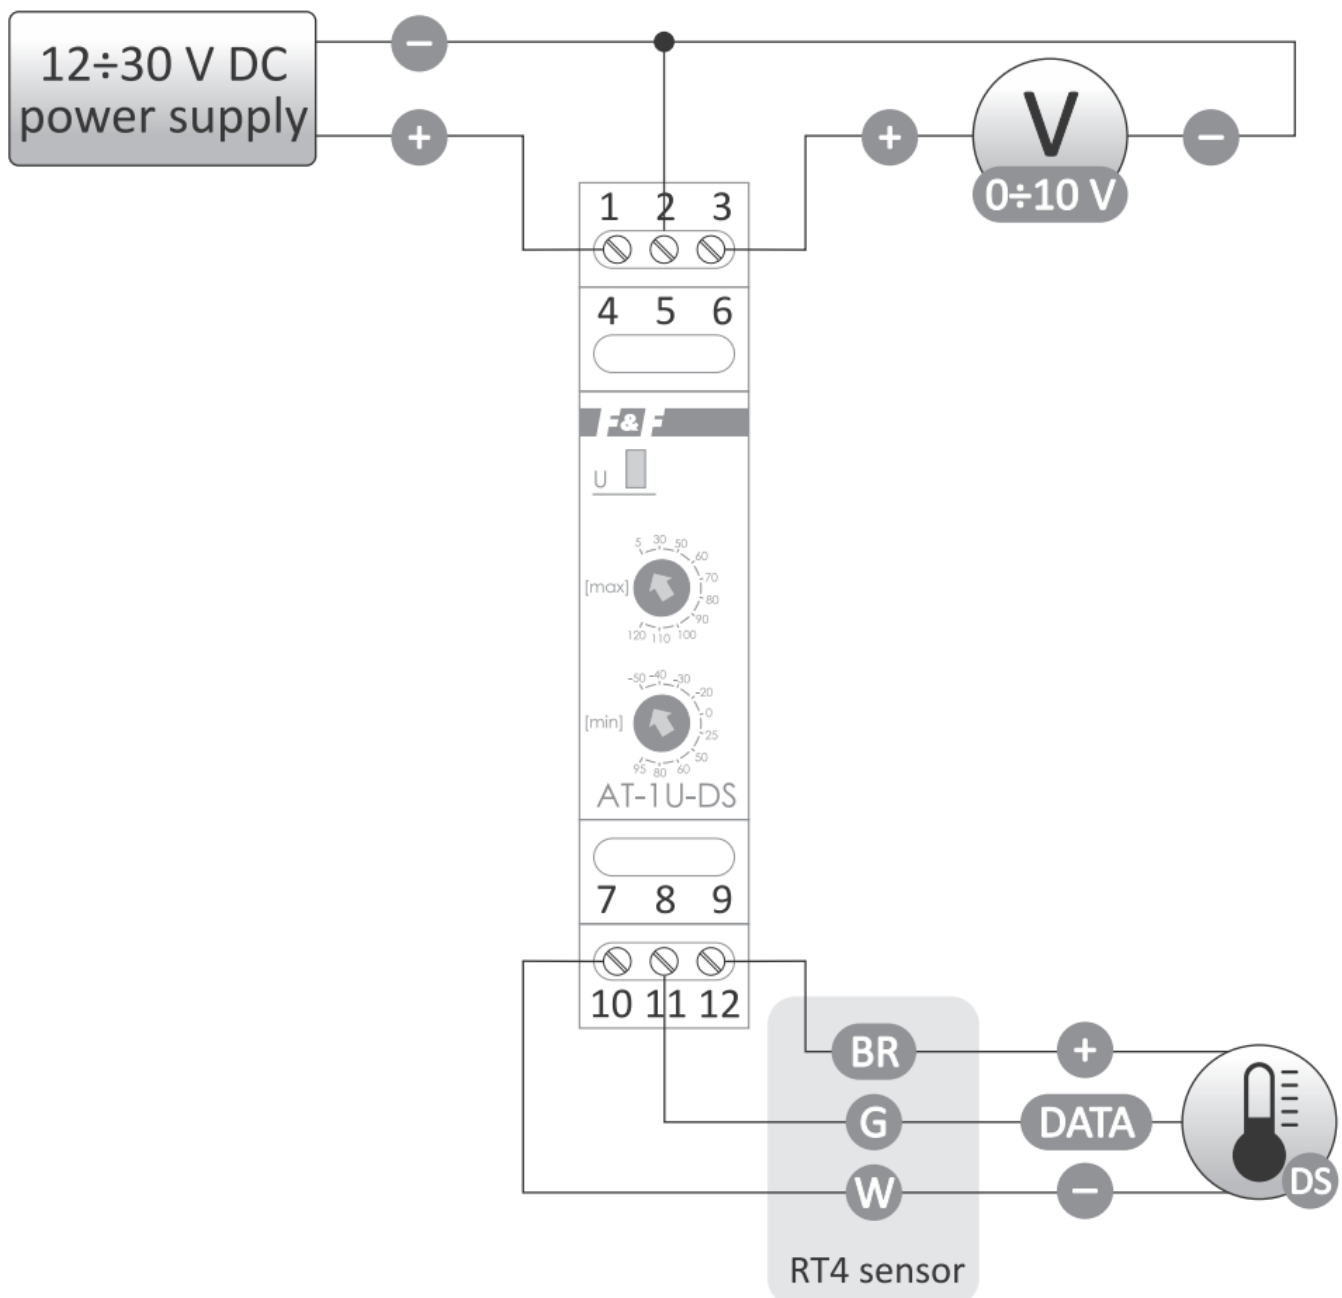 12÷30 V DC
power supply
−
+
+
V
0÷10 V
−
1 2 3
4 5 6
F&F
U
5 30 50 60 70 80 90 100 110 120
[max]
-50 -40 -30 -20 0 25 50 60 80 95
[min]
AT-1U-DS
7 8 9
10 11 12
BR
+
G
DATA
W
−
DS
RT4 sensor